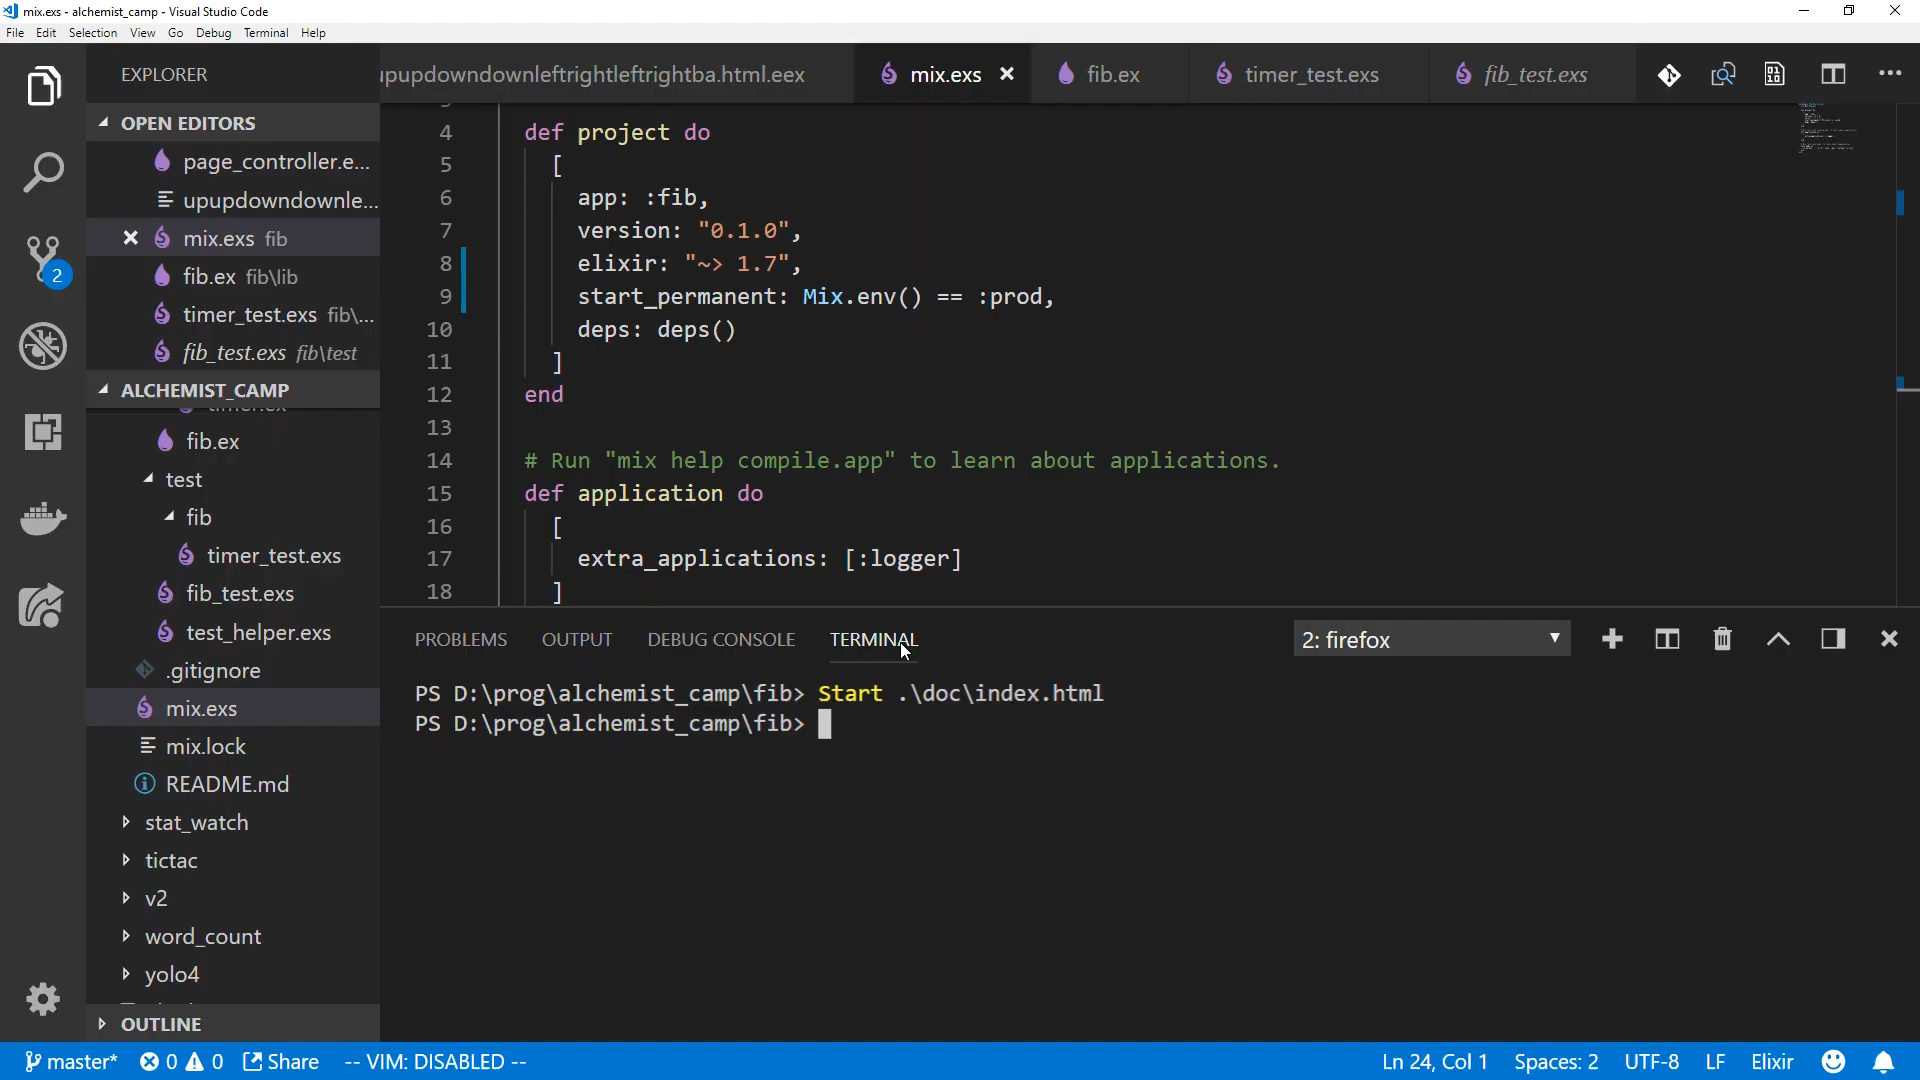 mix.exs - alchemist_camp - Visual Studio Code
File Edit Selection View Go Debug Terminal Help
EXPLORER
OPEN EDITORS
page_controller.e...
upupdowndownle...
mix.exs fib
fib.ex fib\lib
timer_test.exs fib\...
fib_test.exs fib\test
ALCHEMIST_CAMP
timer.ex
fib.ex
test
fib
timer_test.exs
fib_test.exs
test_helper.exs
.gitignore
mix.exs
mix.lock
README.md
stat_watch
tictac
v2
word_count
yolo4
OUTLINE
upupdowndownleftrightleftrightba.html.eex mix.exs fib.ex timer_test.exs fib_test.exs
4 def project do
5 [
6 app: :fib,
7 version: "0.1.0",
8 elixir: "~> 1.7",
9 start_permanent: Mix.env() == :prod,
10 deps: deps()
11 ]
12 end
13
14 # Run "mix help compile.app" to learn about applications.
15 def application do
16 [
17 extra_applications: [:logger]
18 ]
PROBLEMS OUTPUT DEBUG CONSOLE TERMINAL 2: firefox
PS D:\prog\alchemist_camp\fib> Start .\doc\index.html
PS D:\prog\alchemist_camp\fib>
2
master* 0 0 Share -- VIM: DISABLED -- Ln 24, Col 1 Spaces: 2 UTF-8 LF Elixir